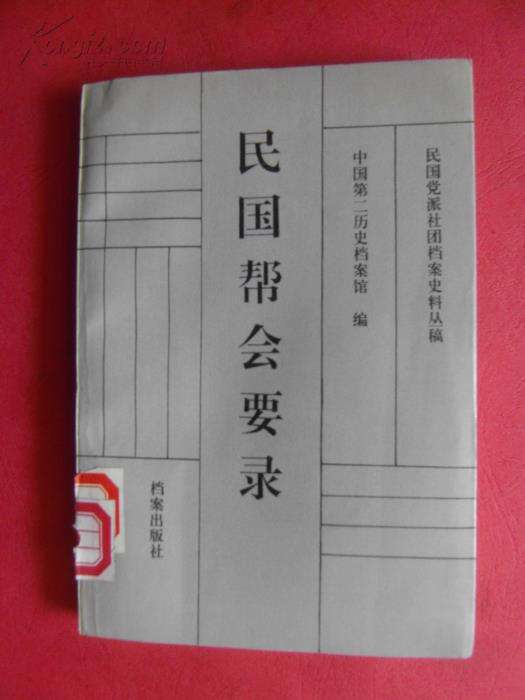 民国党派社团档案史料丛稿
中国第二历史档案馆 编
民国帮会要录
档案出版社